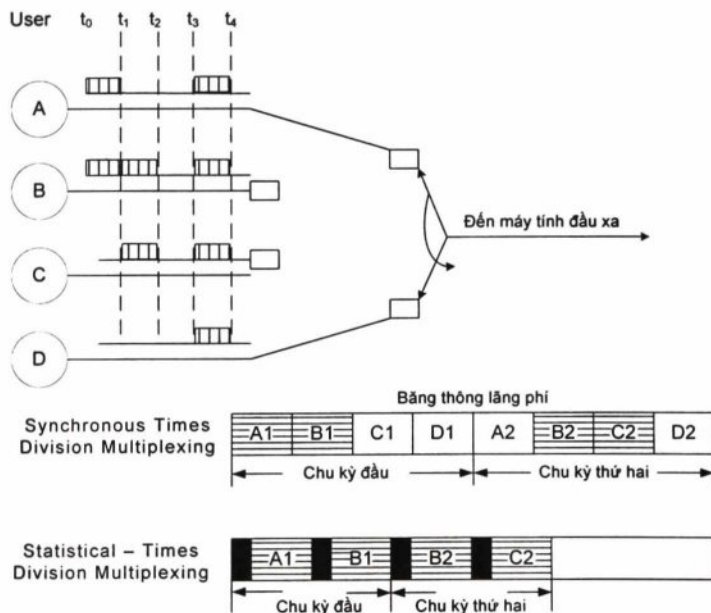 User t₀ t₁ t₂ t₃ t₄
A
B
C
D
Đến máy tính đầu xa
Băng thông lãng phí
Synchronous Times
Division Multiplexing
A1 B1 C1 D1 A2 B2 C2 D2
Chu kỳ đầu Chu kỳ thứ hai
Statistical – Times
Division Multiplexing
A1 B1 B2 C2
Chu kỳ đầu Chu kỳ thứ hai